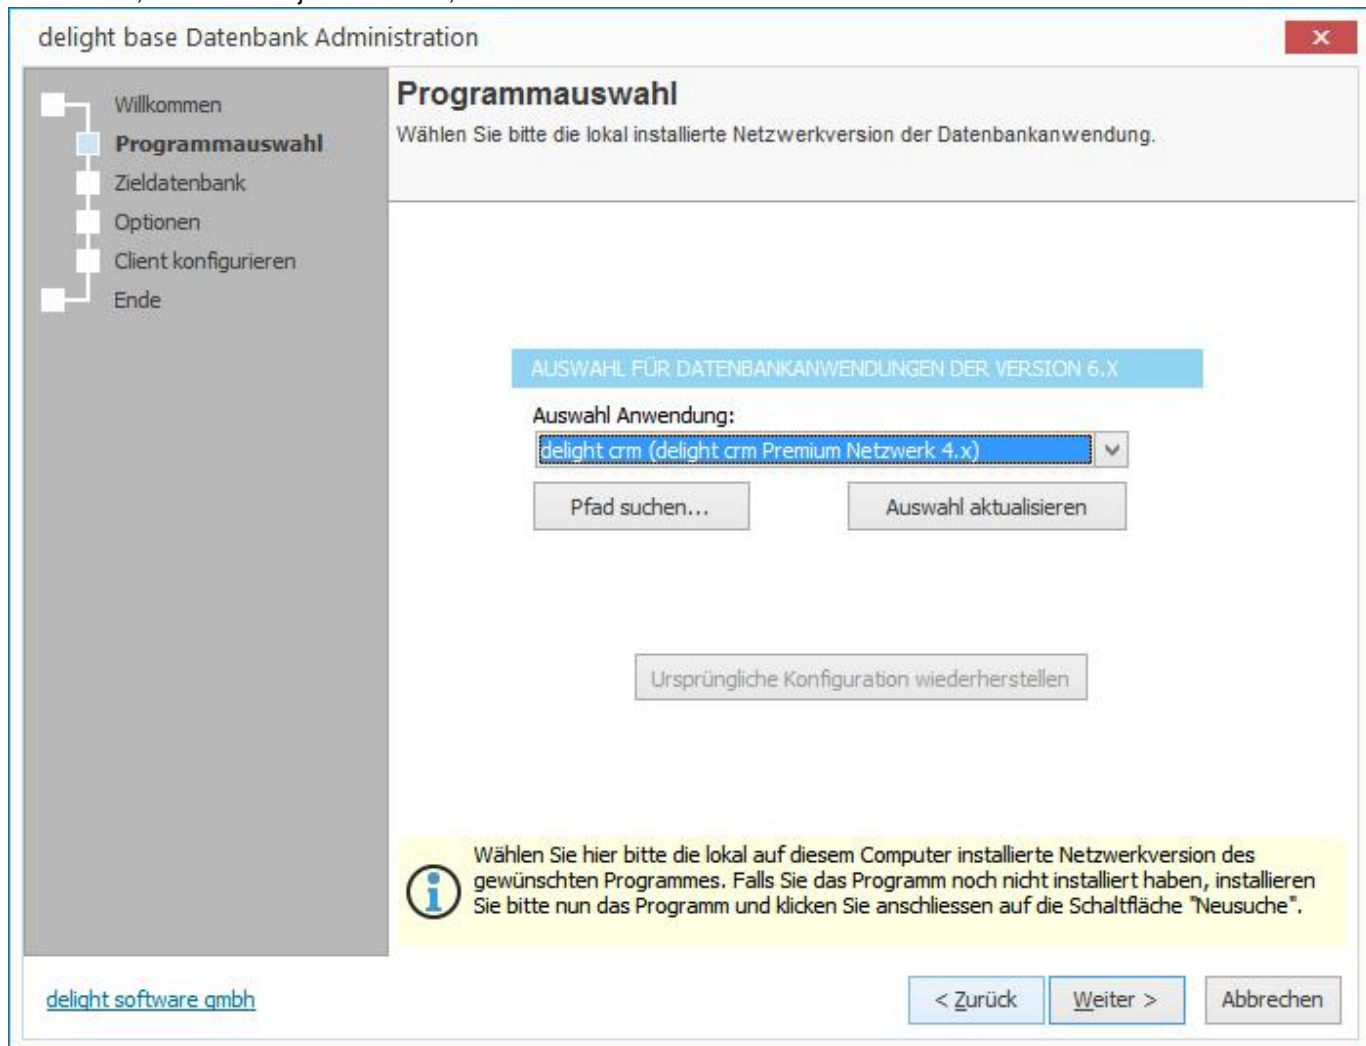 delight base Datenbank Administration
Willkommen
Programmauswahl
Zieldatenbank
Optionen
Client konfigurieren
Ende
Programmauswahl
Wählen Sie bitte die lokal installierte Netzwerkversion der Datenbankanwendung.
AUSWAHL FÜR DATENBANKANWENDUNGEN DER VERSION 6.X
Auswahl Anwendung:
delight crm (delight crm Premium Netzwerk 4.x)
Pfad suchen... Auswahl aktualisieren
Ursprüngliche Konfiguration wiederherstellen
Wählen Sie hier bitte die lokal auf diesem Computer installierte Netzwerkversion des
gewünschten Programmes. Falls Sie das Programm noch nicht installiert haben, installieren
Sie bitte nun das Programm und klicken Sie anschliessen auf die Schaltfläche "Neusuche".
delight software gmbh
< Zurück Weiter > Abbrechen